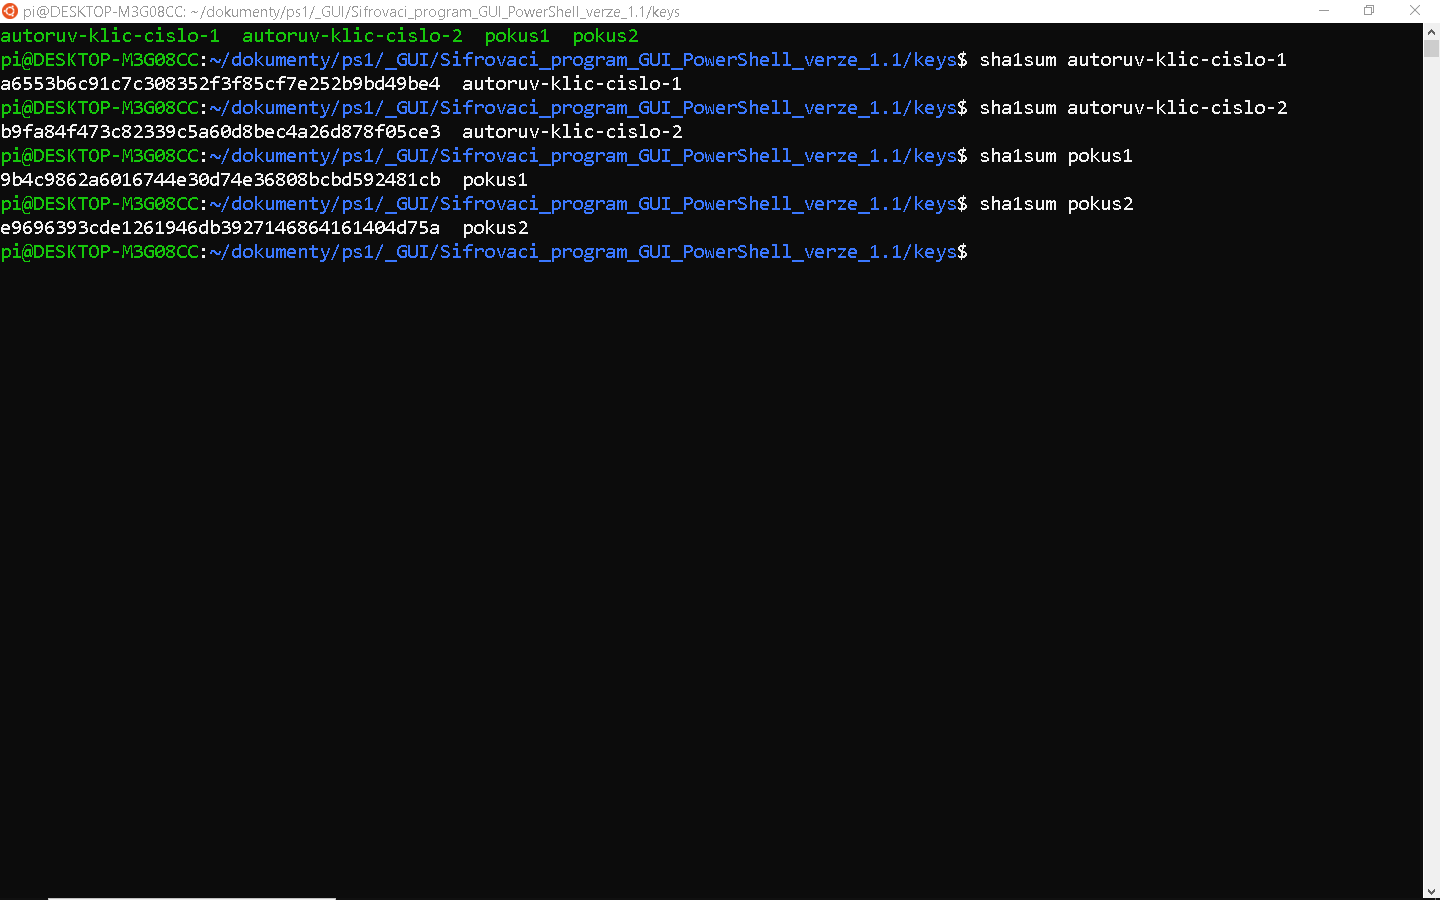 pi@DESKTOP-M3G08CC: ~/dokumenty/ps1/_GUI/Sifrovaci_program_GUI_PowerShell_verze_1.1/keys
autoruv-klic-cislo-1  autoruv-klic-cislo-2  pokus1  pokus2
pi@DESKTOP-M3G08CC:~/dokumenty/ps1/_GUI/Sifrovaci_program_GUI_PowerShell_verze_1.1/keys$ sha1sum autoruv-klic-cislo-1
a6553b6c91c7c308352f3f85cf7e252b9bd49be4  autoruv-klic-cislo-1
pi@DESKTOP-M3G08CC:~/dokumenty/ps1/_GUI/Sifrovaci_program_GUI_PowerShell_verze_1.1/keys$ sha1sum autoruv-klic-cislo-2
b9fa84f473c82339c5a60d8bec4a26d878f05ce3  autoruv-klic-cislo-2
pi@DESKTOP-M3G08CC:~/dokumenty/ps1/_GUI/Sifrovaci_program_GUI_PowerShell_verze_1.1/keys$ sha1sum pokus1
9b4c9862a6016744e30d74e36808bcbd592481cb  pokus1
pi@DESKTOP-M3G08CC:~/dokumenty/ps1/_GUI/Sifrovaci_program_GUI_PowerShell_verze_1.1/keys$ sha1sum pokus2
e9696393cde1261946db3927146864161404d75a  pokus2
pi@DESKTOP-M3G08CC:~/dokumenty/ps1/_GUI/Sifrovaci_program_GUI_PowerShell_verze_1.1/keys$